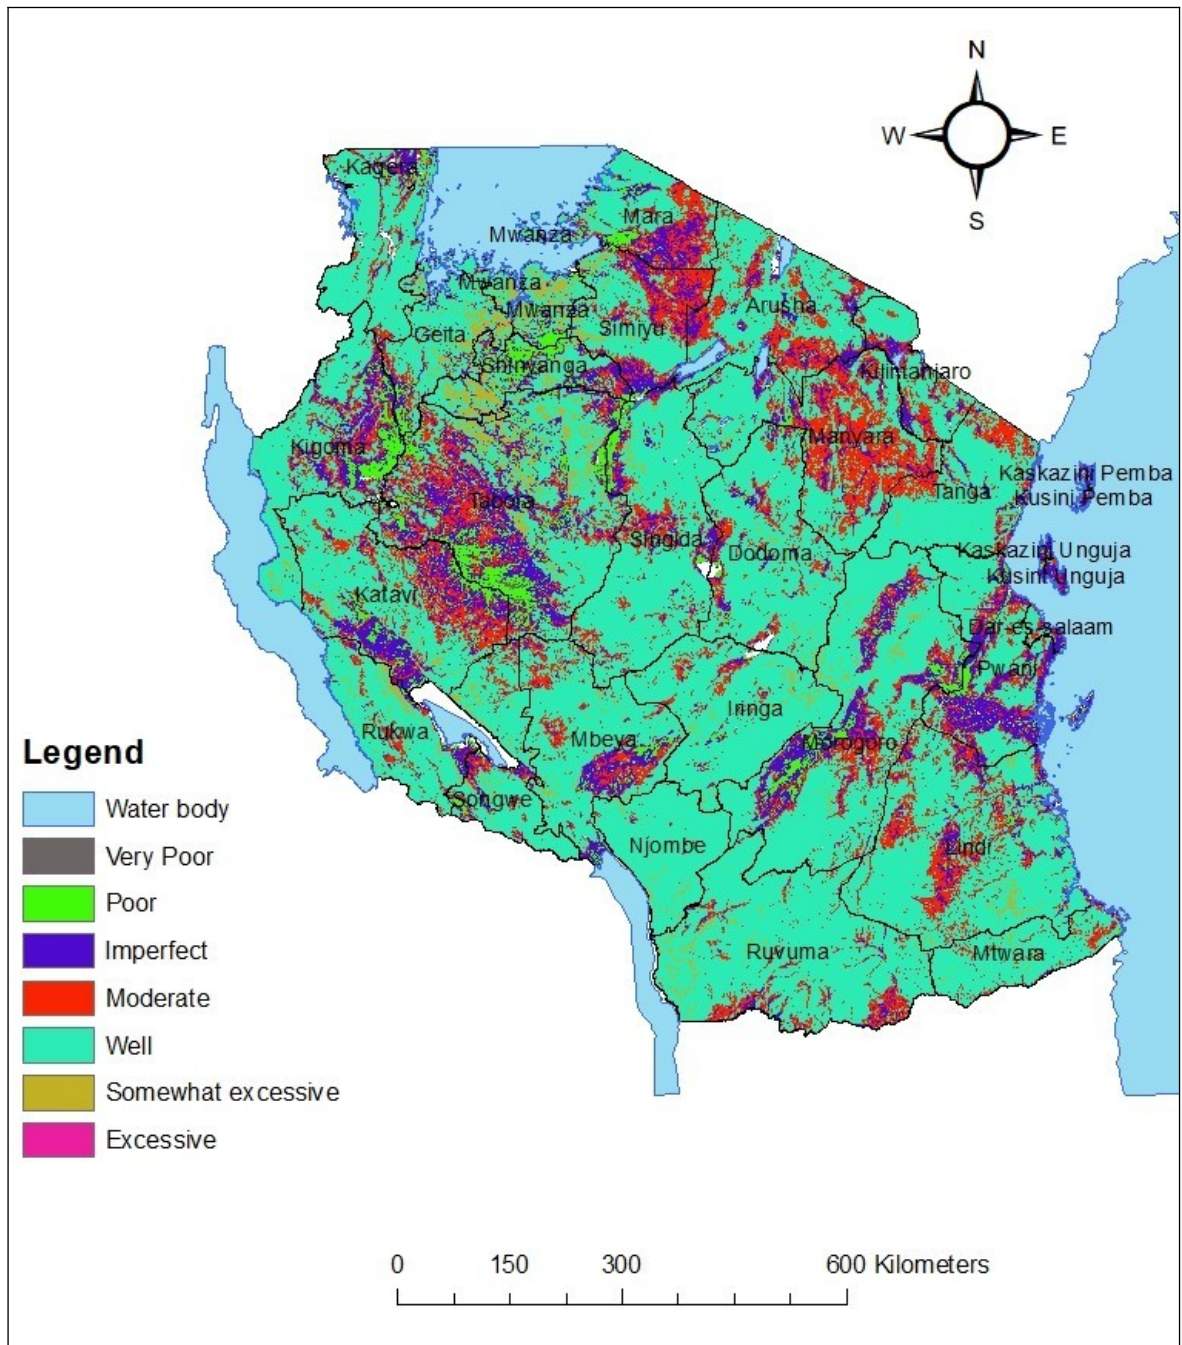 N
W E
S
Kagera
Mara
Mwanza
Mwanza
Mwanza
Arusha
Geita
Simiyu
Shinyanga
Kilimanjaro
Kigoma
Manyara
Kaskazini Pemba
Tabora
Tanga
Kusini Pemba
Singida
Dodoma
Kaskazini Unguja
Kusini Unguja
Katavi
Dar es salaam
Pwani
Iringa
Rukwa
Mbeya
Morogoro
Songwe
Njombe
Lindi
Ruvuma
Mtwara
Legend
Water body
Very Poor
Poor
Imperfect
Moderate
Well
Somewhat excessive
Excessive
0 150 300 600 Kilometers